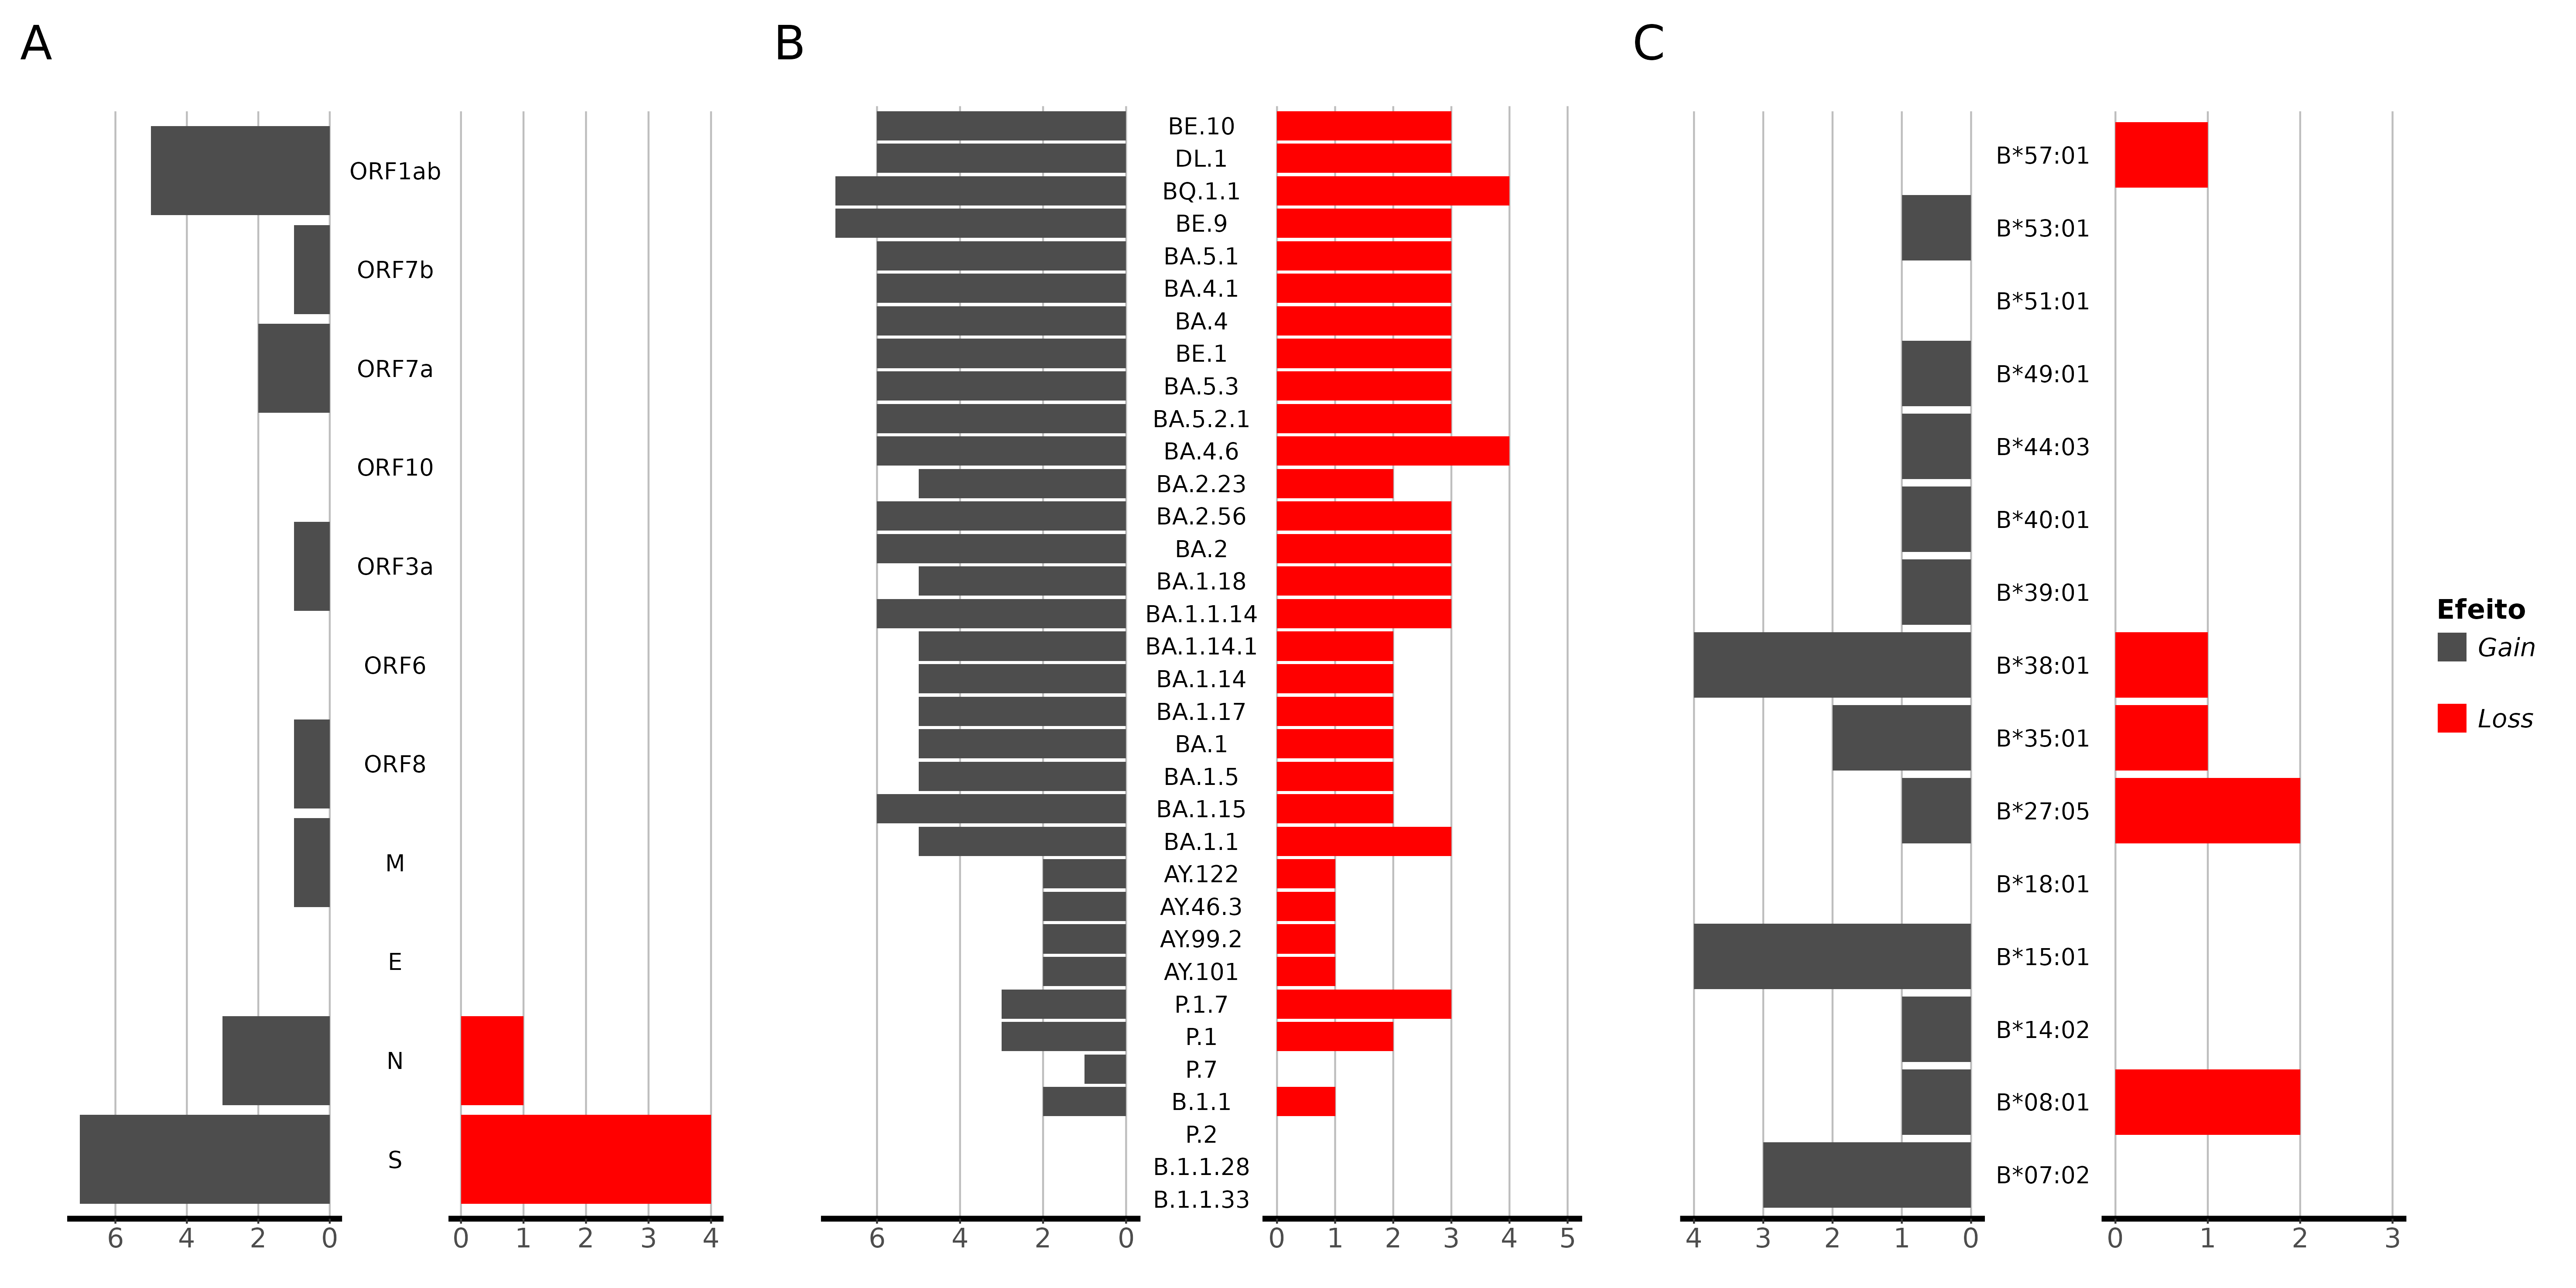 A
ORF1ab
ORF7b
ORF7a
ORF10
ORF3a
ORF6
ORF8
M
E
N
S
6 4 2 0
0 1 2 3 4
B
BE.10
DL.1
BQ.1.1
BE.9
BA.5.1
BA.4.1
BA.4
BE.1
BA.5.3
BA.5.2.1
BA.4.6
BA.2.23
BA.2.56
BA.2
BA.1.18
BA.1.1.14
BA.1.14.1
BA.1.14
BA.1.17
BA.1
BA.1.5
BA.1.15
BA.1.1
AY.122
AY.46.3
AY.99.2
AY.101
P.1.7
P.1
P.7
B.1.1
P.2
B.1.1.28
B.1.1.33
6 4 2 0
0 1 2 3 4 5
C
B*57:01
B*53:01
B*51:01
B*49:01
B*44:03
B*40:01
B*39:01
B*38:01
B*35:01
B*27:05
B*18:01
B*15:01
B*14:02
B*08:01
B*07:02
4 3 2 1 0
0 1 2 3
Efeito
Gain
Loss